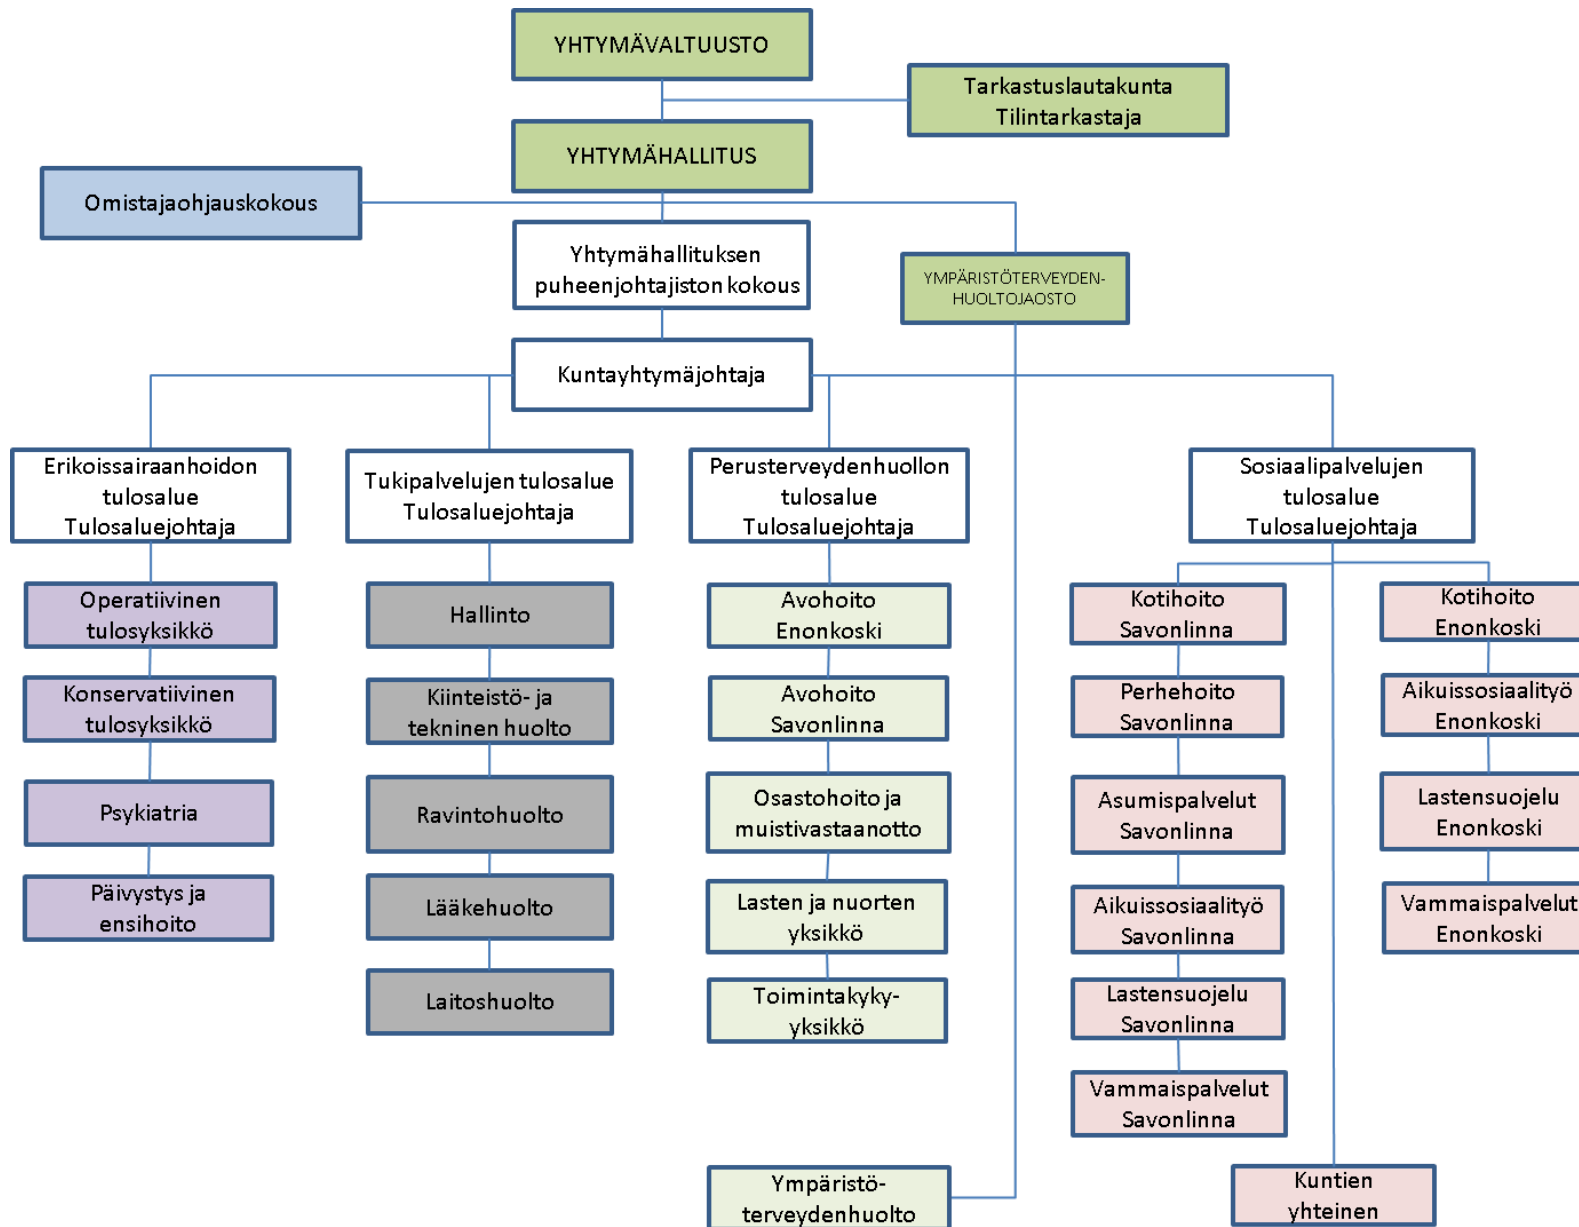 YHTYMÄVALTUUSTO
Tarkastuslautakunta
Tilintarkastaja
YHTYMÄHALLITUS
Omistajaohjauskokous
Yhtymähallituksen
puheenjohtajiston kokous
YMPÄRISTÖTERVEYDEN-
HUOLTOJAOSTO
Kuntayhtymäjohtaja
Erikoissairaanhoidon
tulosalue
Tulosaluejohtaja
Tukipalvelujen tulosalue
Tulosaluejohtaja
Perusterveydenhuollon
tulosalue
Tulosaluejohtaja
Sosiaalipalvelujen
tulosalue
Tulosaluejohtaja
Operatiivinen
tulosyksikkö
Konservatiivinen
tulosyksikkö
Psykiatria
Päivystys ja
ensihoito
Hallinto
Kiinteistö- ja
tekninen huolto
Ravintohuolto
Lääkehuolto
Laitoshuolto
Avohoito
Enonkoski
Avohoito
Savonlinna
Osastohoito ja
muistivastaanotto
Lasten ja nuorten
yksikkö
Toimintakyky-
yksikkö
Ympäristö-
terveydenhuolto
Kotihoito
Savonlinna
Perhehoito
Savonlinna
Asumispalvelut
Savonlinna
Aikuissosiaalityö
Savonlinna
Lastensuojelu
Savonlinna
Vammaispalvelut
Savonlinna
Kotihoito
Enonkoski
Aikuissosiaalityö
Enonkoski
Lastensuojelu
Enonkoski
Vammaispalvelut
Enonkoski
Kuntien
yhteinen